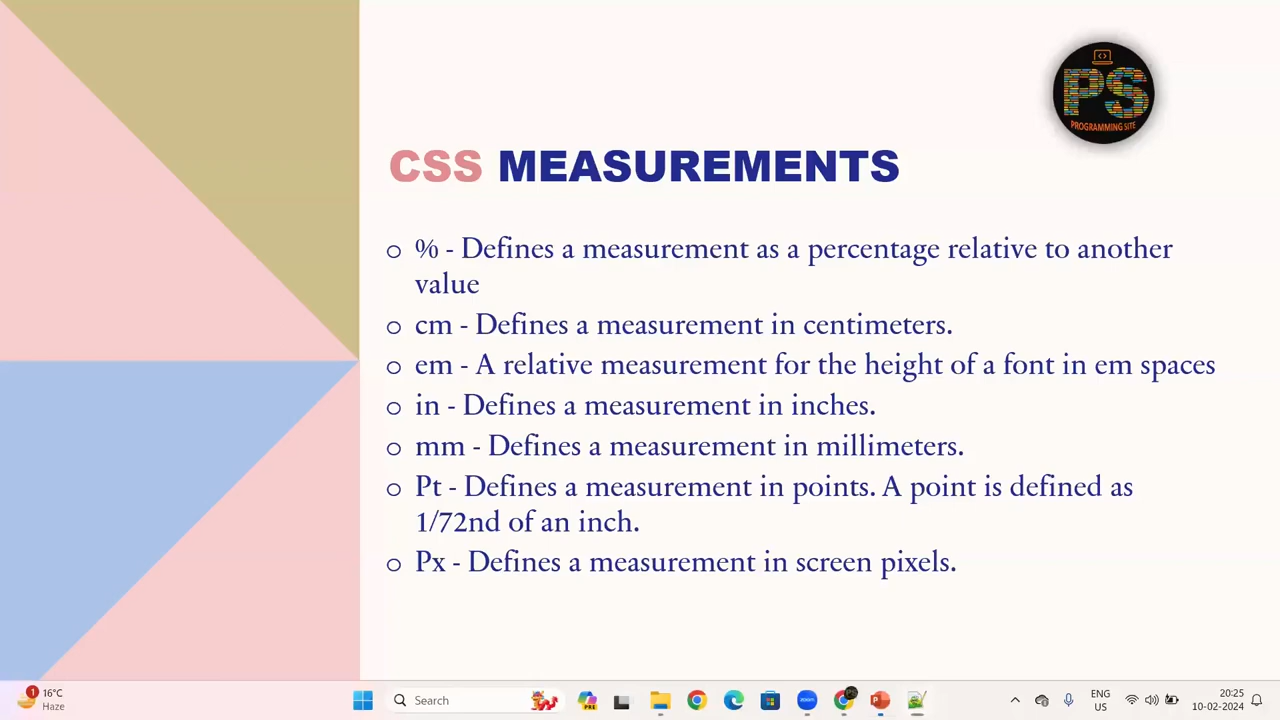 PS
PROGRAMMING SITE
CSS MEASUREMENTS
o % - Defines a measurement as a percentage relative to another
value
o cm - Defines a measurement in centimeters.
o em - A relative measurement for the height of a font in em spaces
o in - Defines a measurement in inches.
o mm - Defines a measurement in millimeters.
o Pt - Defines a measurement in points. A point is defined as
1/72nd of an inch.
o Px - Defines a measurement in screen pixels.
1
16°C
Haze
Search
PRE
zoom
ENG
US
20:25
10-02-2024